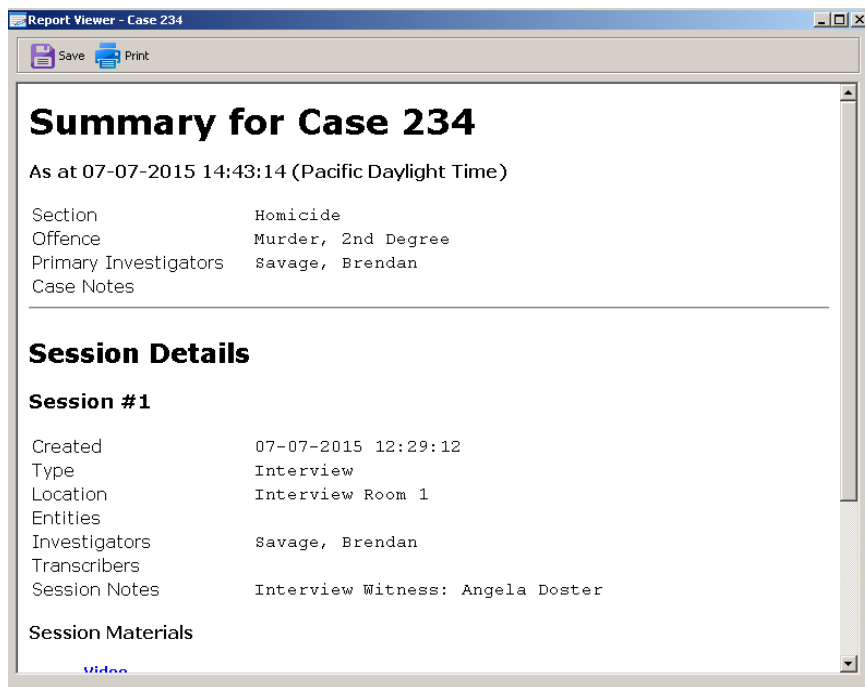 Report Viewer - Case 234
Save Print
Summary for Case 234
As at 07-07-2015 14:43:14 (Pacific Daylight Time)
Section Homicide
Offence Murder, 2nd Degree
Primary Investigators Savage, Brendan
Case Notes
Session Details
Session #1
Created 07-07-2015 12:29:12
Type Interview
Location Interview Room 1
Entities
Investigators Savage, Brendan
Transcribers
Session Notes Interview Witness: Angela Doster
Session Materials
Video